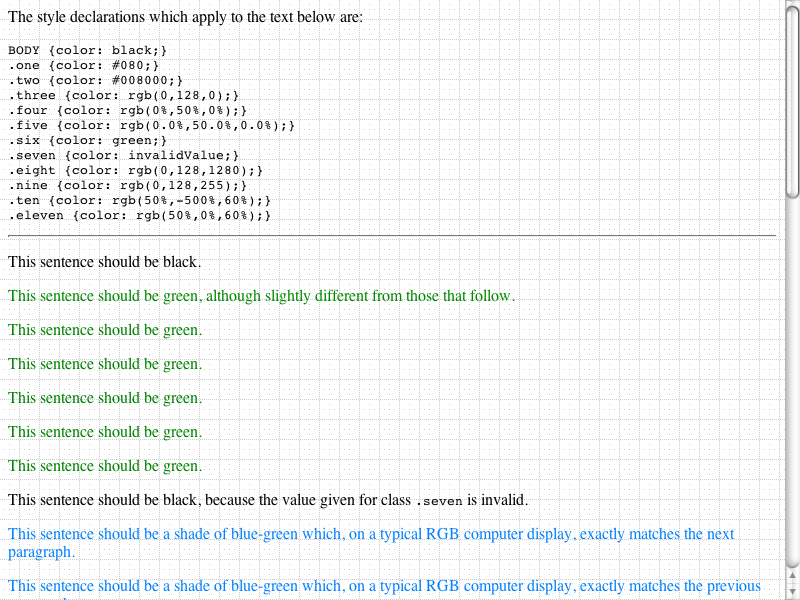 The style declarations which apply to the text below are:
BODY {color: black;}
.one {color: #080;}
.two {color: #008000;}
.three {color: rgb(0,128,0);}
.four {color: rgb(0%,50%,0%);}
.five {color: rgb(0.0%,50.0%,0.0%);}
.six {color: green;}
.seven {color: invalidValue;}
.eight {color: rgb(0,128,1280);}
.nine {color: rgb(0,128,255);}
.ten {color: rgb(50%,-500%,60%);}
.eleven {color: rgb(50%,0%,60%);}
This sentence should be black.
This sentence should be green, although slightly different from those that follow.
This sentence should be green.
This sentence should be green.
This sentence should be green.
This sentence should be green.
This sentence should be green.
This sentence should be black, because the value given for class .seven is invalid.
This sentence should be a shade of blue-green which, on a typical RGB computer display, exactly matches the next
paragraph.
This sentence should be a shade of blue-green which, on a typical RGB computer display, exactly matches the previous